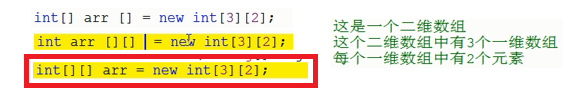 int[] arr [] = new int[3][2];
int arr [][] = new int[3][2];
int[][] arr = new int[3][2];
这是一个二维数组
这个二维数组中有3个一维数组
每个一维数组中有2个元素